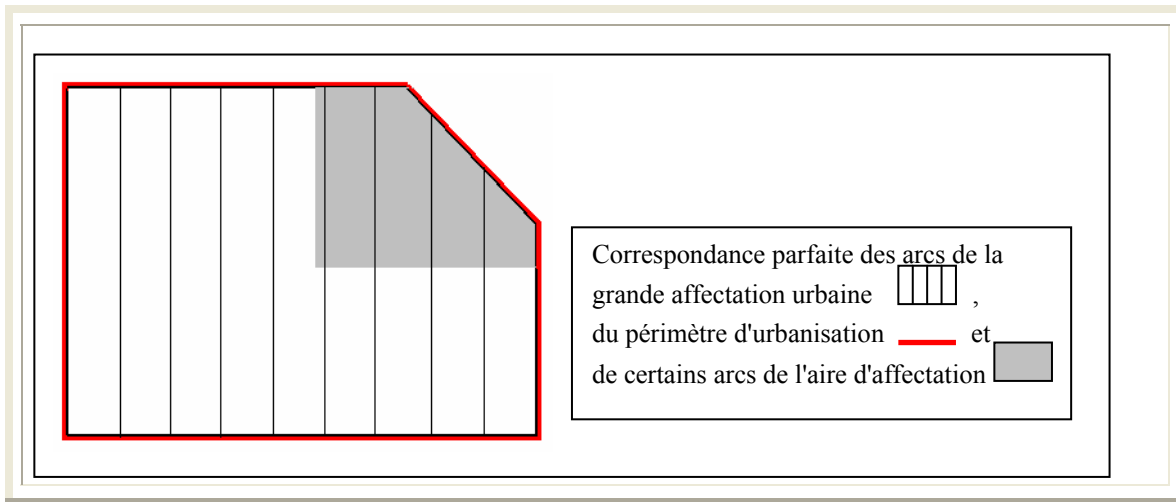 Correspondance parfaite des arcs de la
grande affectation urbaine ,
du périmètre d'urbanisation et
de certains arcs de l'aire d'affectation